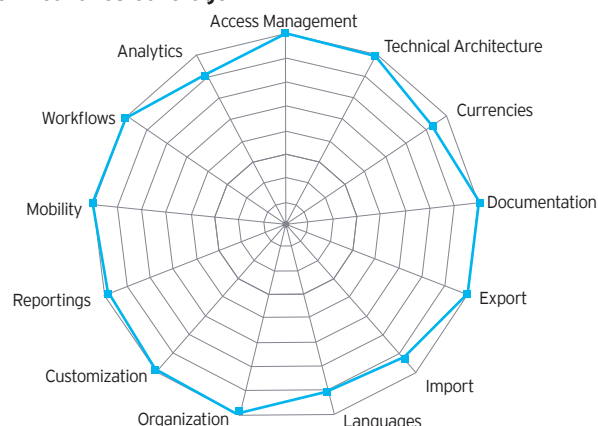 Access Management
Technical Architecture
Currencies
Documentation
Export
Import
Languages
Organization
Customization
Reportings
Mobility
Workflows
Analytics